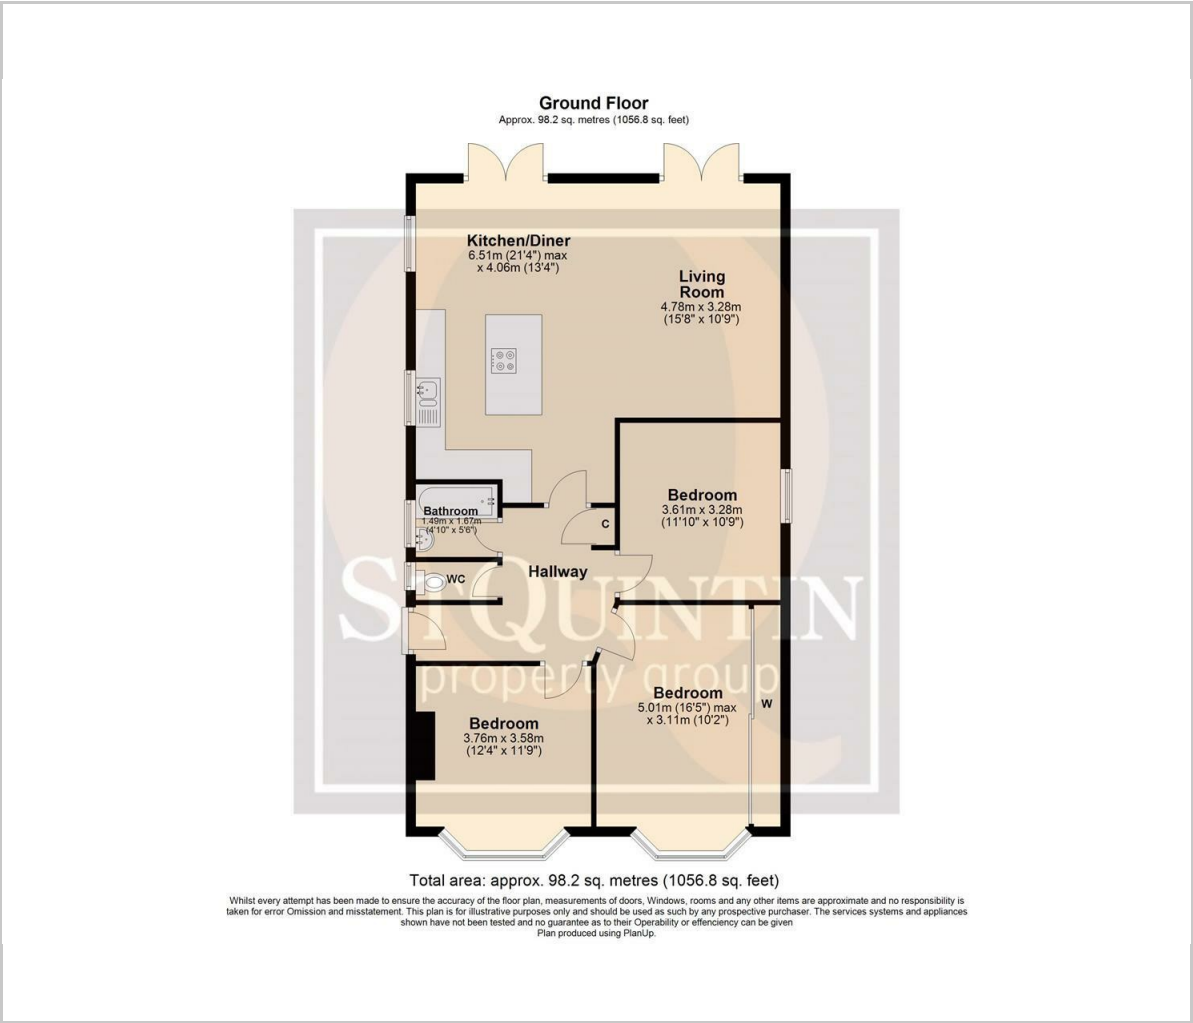 Ground Floor
Approx. 98.2 sq. metres (1056.8 sq. feet)
Kitchen/Diner
6.51m (21'4") max
x 4.06m (13'4")
Living
Room
4.78m x 3.28m
(15'8" x 10'9")
Bedroom
3.61m x 3.28m
(11'10" x 10'9")
Bathroom
1.49m x 1.67m
(4'10" x 5'6")
C
Hallway
WC
STQUINTIN
property group
Bedroom
5.01m (16'5") max
x 3.11m (10'2")
W
Bedroom
3.76m x 3.58m
(12'4" x 11'9")
Total area: approx. 98.2 sq. metres (1056.8 sq. feet)
Whilst every attempt has been made to ensure the accuracy of the floor plan, measurements of doors, Windows, rooms and any other items are approximate and no responsibility is
taken for error Omission and misstatement. This plan is for illustrative purposes only and should be used as such by any prospective purchaser. The services systems and appliances
shown have not been tested and no guarantee as to their Operability or effenciency can be given
Plan produced using PlanUp.